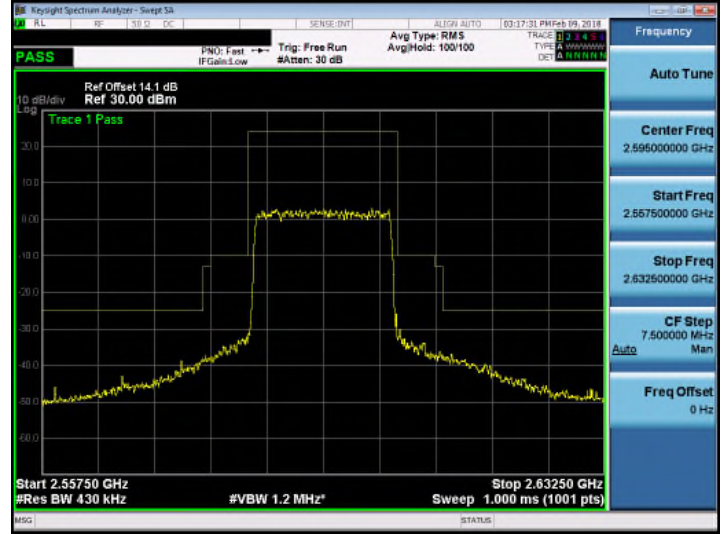 Keysight Spectrum Analyzer - Swept SA
RL RF 50 Ω DC SENSE:INT ALIGN AUTO 03:17:31 PM Feb 09, 2018
Frequency
PASS
PNO: Fast
IFGain:Low
Trig: Free Run
#Atten: 30 dB
Avg Type: RMS
Avg|Hold: 100/100
TRACE 1 2 3 4 5 6
TYPE A WWWWW
DET A N N N N N
Auto Tune
Ref Offset 14.1 dB
10 dB/div Ref 30.00 dBm
Log
Trace 1 Pass
20.0
10.0
0.00
-10.0
-20.0
-30.0
-40.0
-50.0
-60.0
Center Freq
2.595000000 GHz
Start Freq
2.557500000 GHz
Stop Freq
2.632500000 GHz
CF Step
7.500000 MHz
Auto Man
Freq Offset
0 Hz
Start 2.55750 GHz Stop 2.63250 GHz
#Res BW 430 kHz #VBW 1.2 MHz* Sweep 1.000 ms (1001 pts)
MSG STATUS